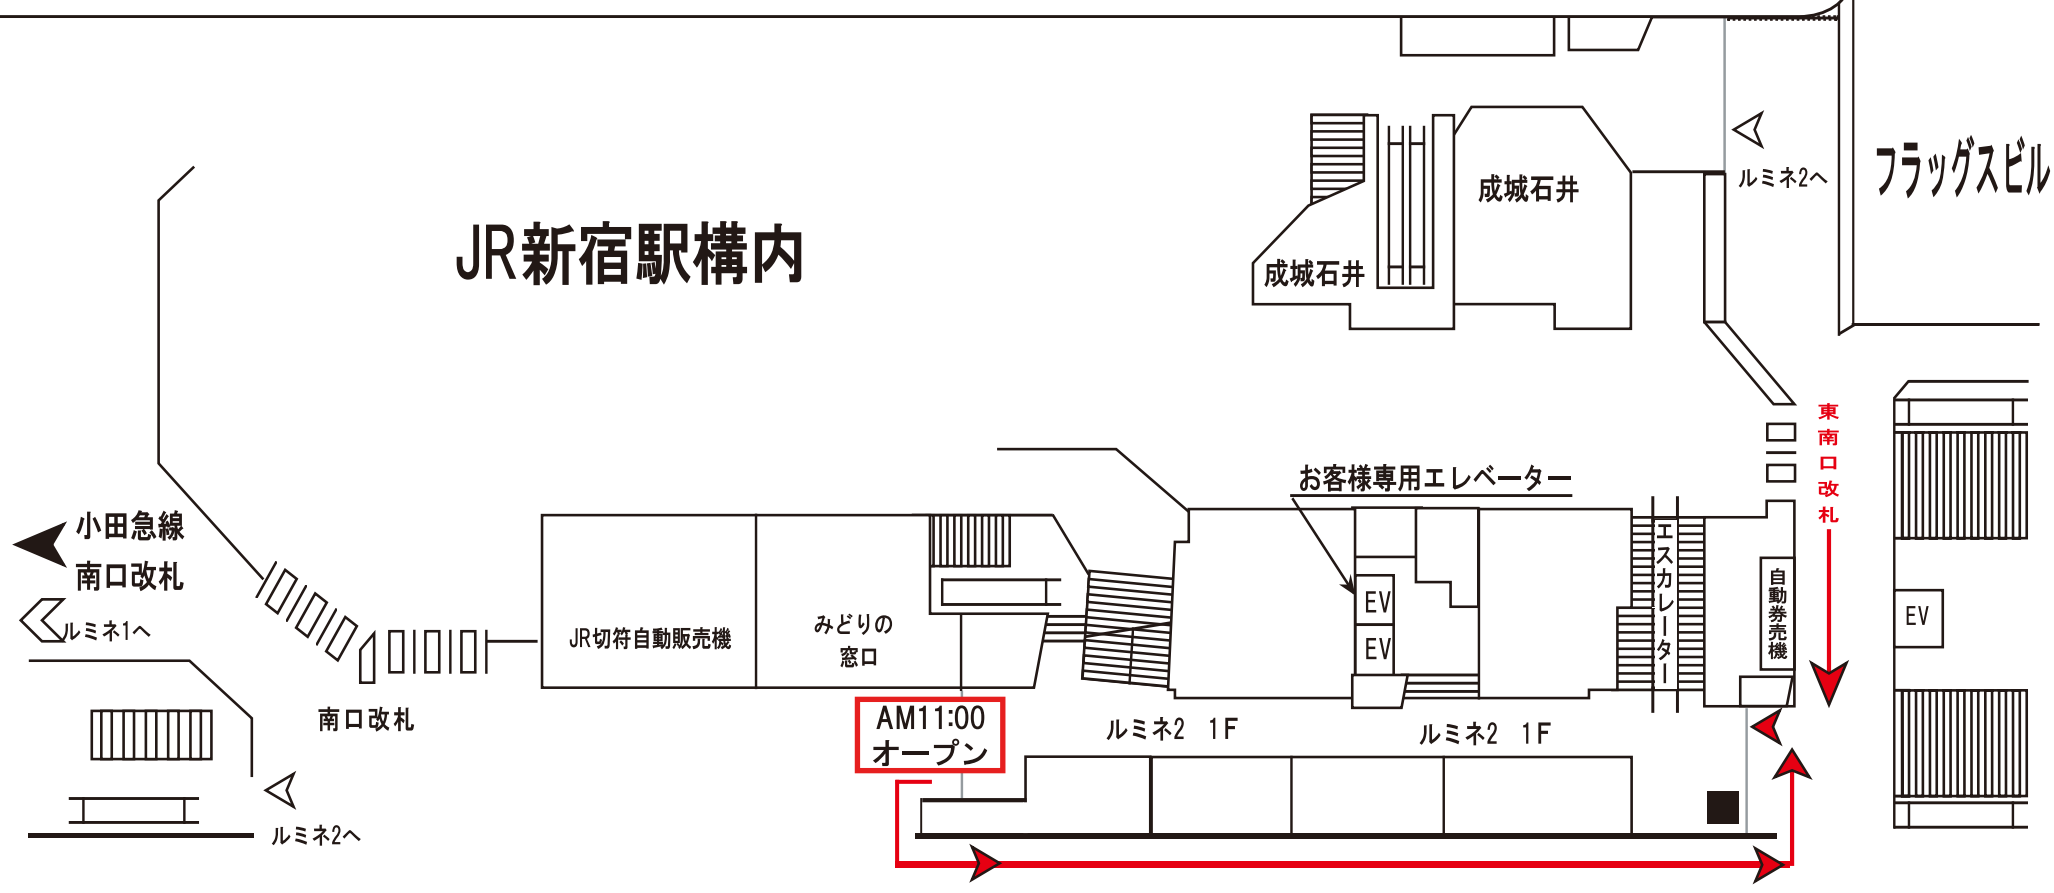 フラッグスビル
ルミネ2へ
成城石井
成城石井
JR新宿駅構内
東南口改札
お客様専用エレベーター
小田急線
南口改札
ルミネ1へ
エスカレーター
自動券売機
EV
EV
EV
JR切符自動販売機
みどりの
窓口
南口改札
AM11:00
オープン
ルミネ2 1F
ルミネ2 1F
ルミネ2へ